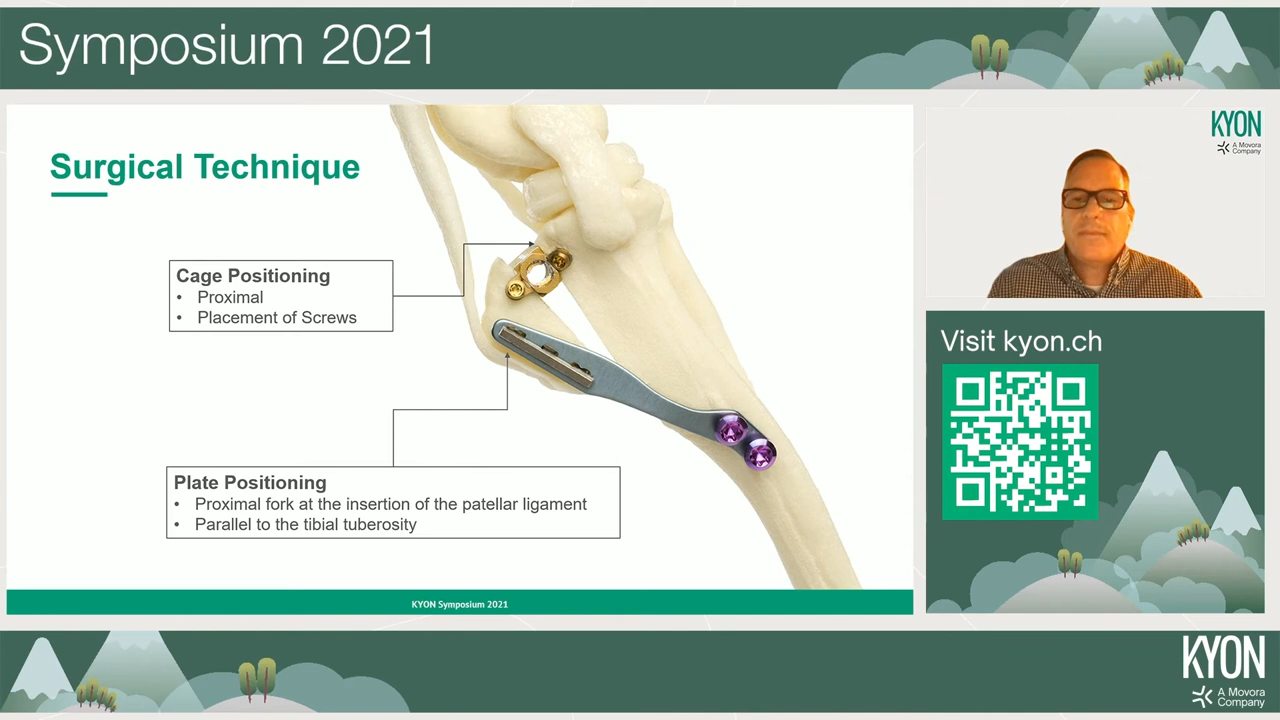 Symposium 2021
Surgical Technique
Cage Positioning
• Proximal
• Placement of Screws
Plate Positioning
• Proximal fork at the insertion of the patellar ligament
• Parallel to the tibial tuberosity
KYON Symposium 2021
KYON
A Movora
Company
Visit kyon.ch
KYON
A Movora
Company